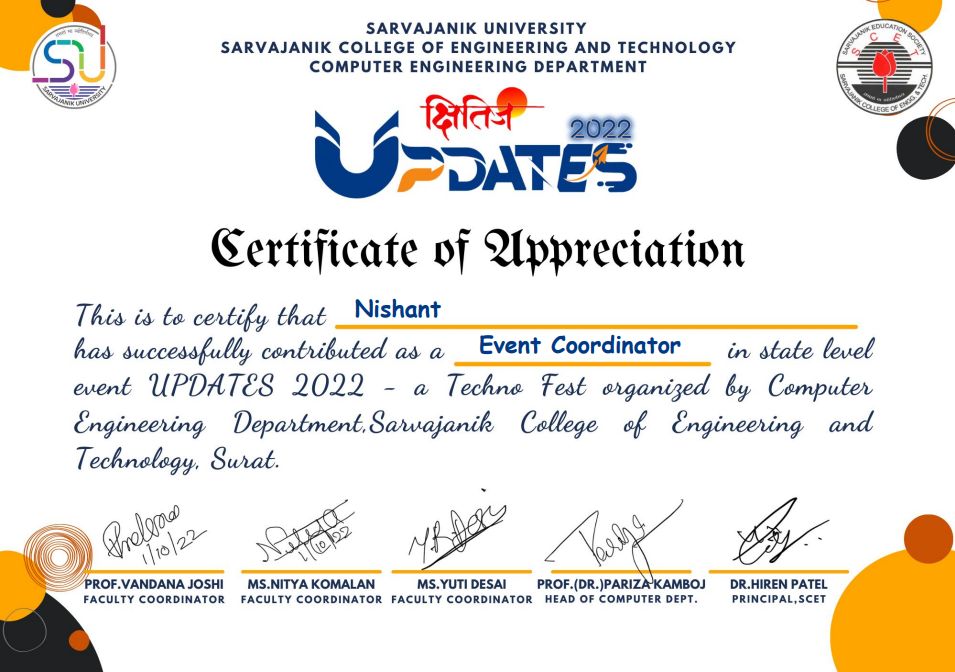 SARVAJANIK UNIVERSITY
SARVAJANIK COLLEGE OF ENGINEERING AND TECHNOLOGY
COMPUTER ENGINEERING DEPARTMENT
SU
SARVAJANIK UNIVERSITY
SARVAJANIK EDUCATION SOCIETY
SCET
SARVAJANIK COLLEGE OF ENGG. & TECH.
क्षितिज
2022
UPDATES
Certificate of Appreciation
This is to certify that Nishant
has successfully contributed as a Event Coordinator in state level
event UPDATES 2022 - a Techno Fest organized by Computer
Engineering Department,Sarvajanik College of Engineering and
Technology, Surat.
1/10/22 1/10/22
PROF.VANDANA JOSHI MS.NITYA KOMALAN MS.YUTI DESAI PROF.(DR.)PARIZA KAMBOJ DR.HIREN PATEL
FACULTY COORDINATOR FACULTY COORDINATOR FACULTY COORDINATOR HEAD OF COMPUTER DEPT. PRINCIPAL,SCET